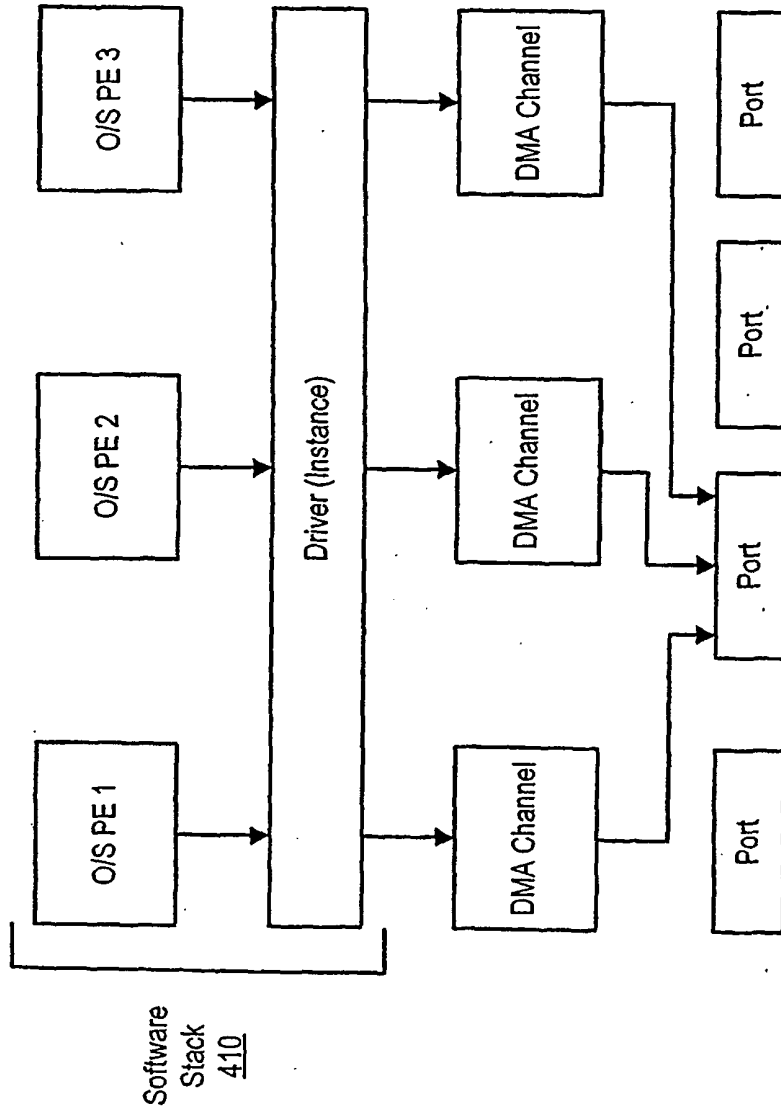 O/S PE 1
O/S PE 2
O/S PE 3
Software
Stack
410
Driver (Instance)
DMA Channel
DMA Channel
DMA Channel
Port
Port
Port
Port